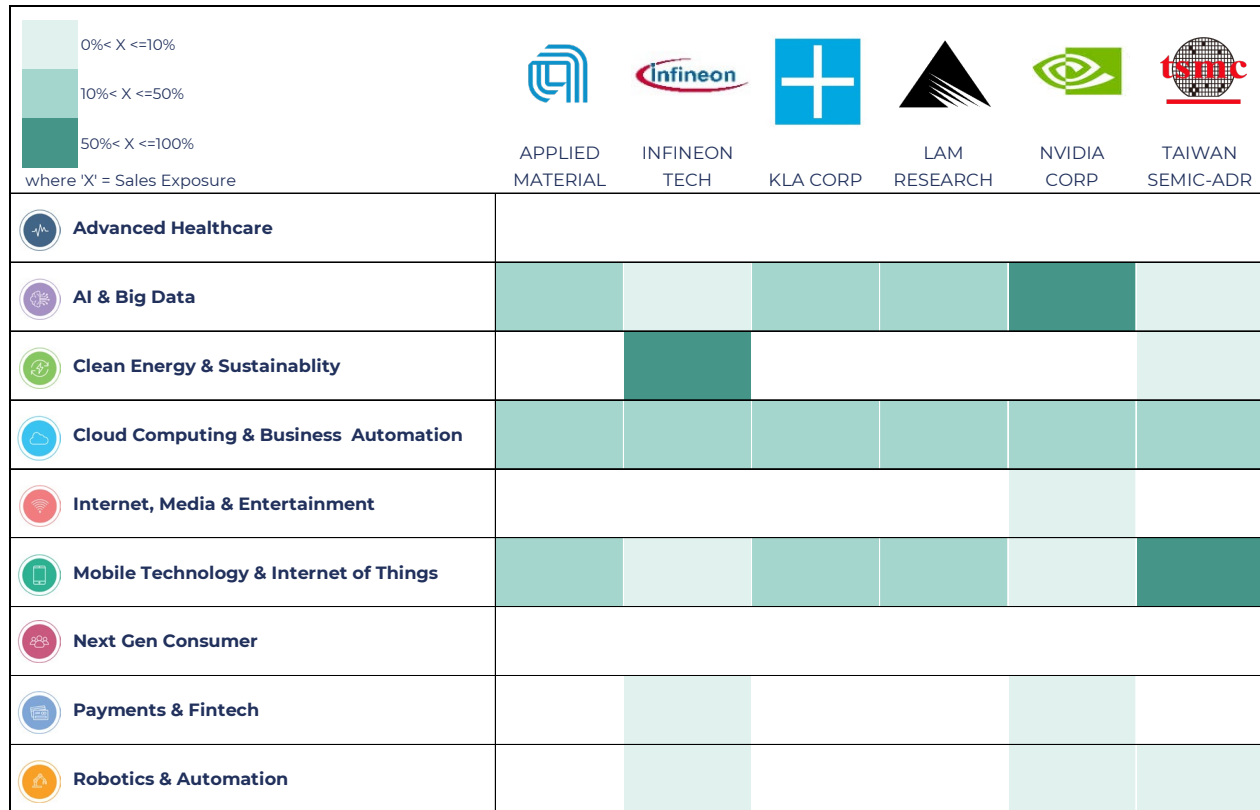 0%< X <=10%
10%< X <=50%
50%< X <=100%
where 'X' = Sales Exposure
infineon
tsmc
APPLIED
MATERIAL
INFINEON
TECH
KLA CORP
LAM
RESEARCH
NVIDIA
CORP
TAIWAN
SEMIC-ADR
Advanced Healthcare
AI & Big Data
Clean Energy & Sustainablity
Cloud Computing & Business  Automation
Internet, Media & Entertainment
Mobile Technology & Internet of Things
Next Gen Consumer
Payments & Fintech
Robotics & Automation